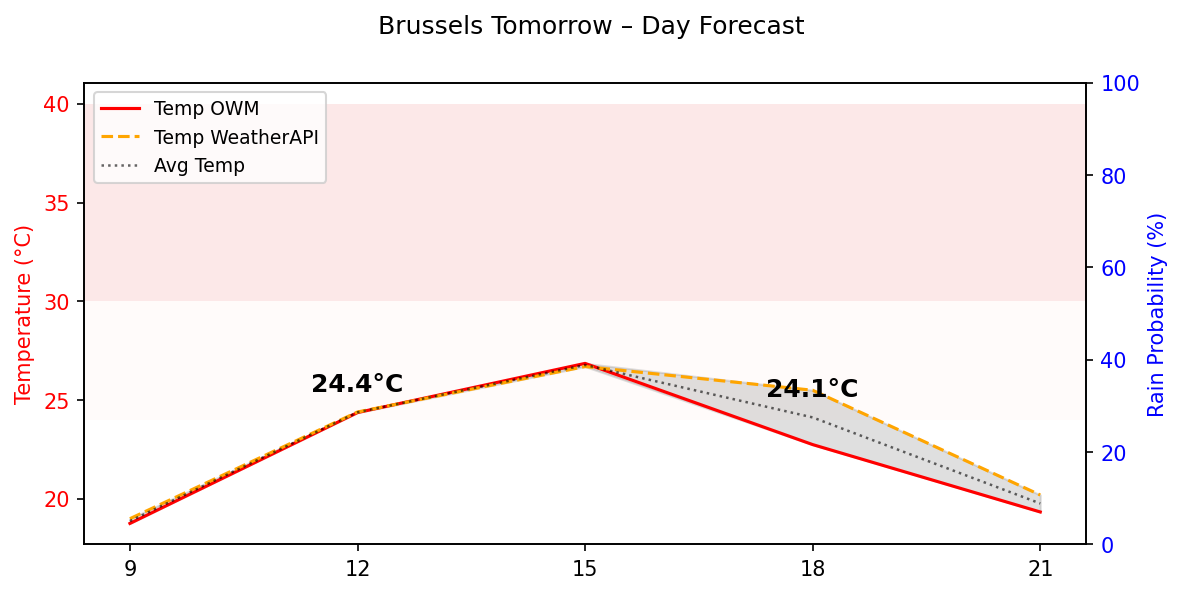 Brussels Tomorrow – Day Forecast
Temp OWM
Temp WeatherAPI
Avg Temp
Temperature (°C)
40
35
30
25
20
24.4°C
24.1°C
100
80
60
40
20
0
Rain Probability (%)
9
12
15
18
21